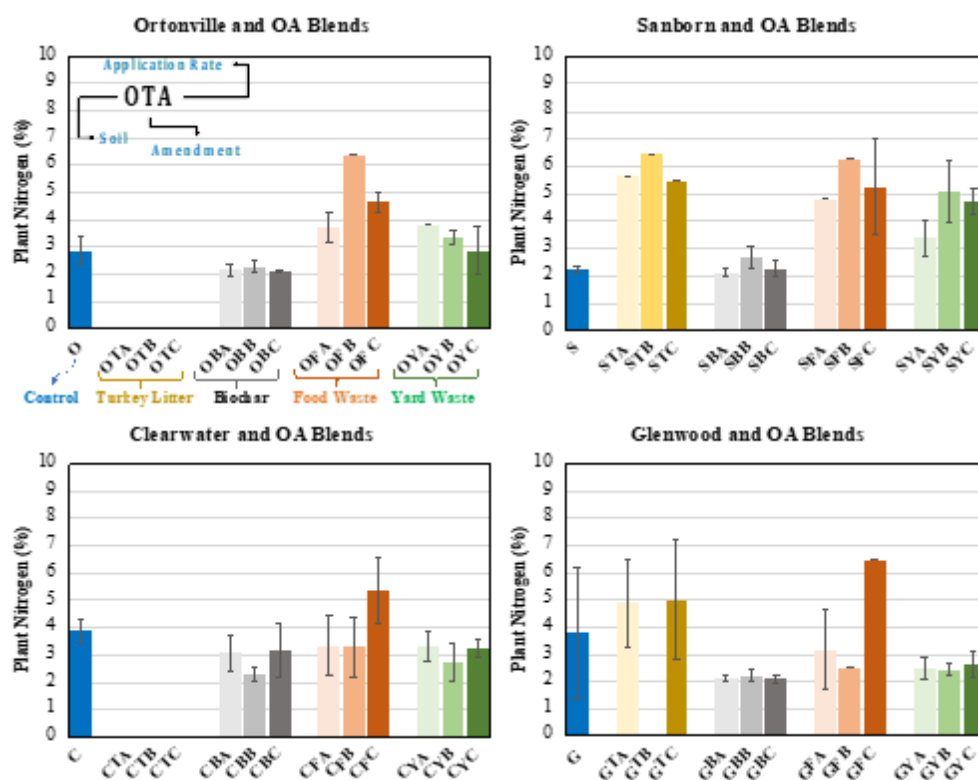 Ortonville and OA Blends
Plant Nitrogen (%)
10
9
8
7
6
5
4
3
2
1
0
Application Rate
OTA
Soil
Amendment
O
OTA
OTB
OTC
OBA
OBB
OBC
OFA
OFB
OFC
OYA
OYB
OYC
Control
Turkey Litter
Biochar
Food Waste
Yard Waste
Sanborn and OA Blends
Plant Nitrogen (%)
10
9
8
7
6
5
4
3
2
1
0
S
STA
STB
STC
SBA
SBB
SBC
SFA
SFB
SFC
SYA
SYB
SYC
Clearwater and OA Blends
Plant Nitrogen (%)
10
9
8
7
6
5
4
3
2
1
0
C
CTA
CTB
CTC
CBA
CBB
CBC
CFA
CFB
CFC
CYA
CYB
CYC
Glenwood and OA Blends
Plant Nitrogen (%)
10
9
8
7
6
5
4
3
2
1
0
G
GTA
GTB
GTC
GBA
GBB
GBC
GFA
GFB
GFC
GYA
GYB
GYC